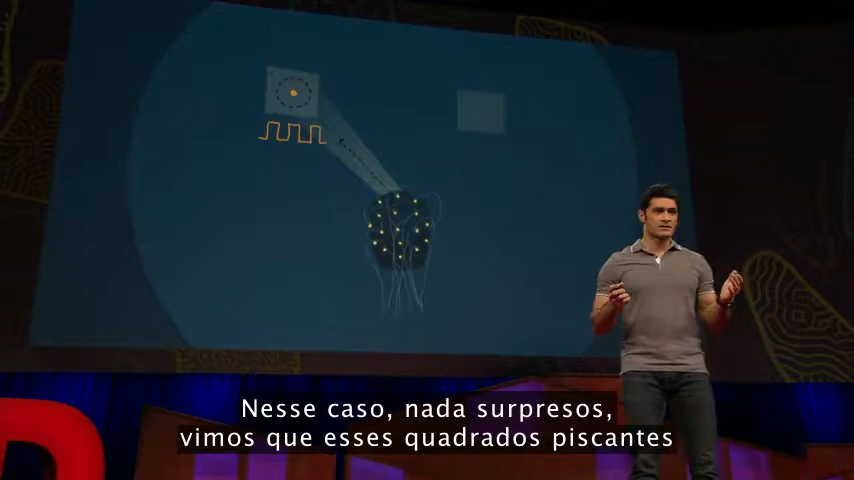 D
Nesse caso, nada surpresos,
vimos que esses quadrados piscantes